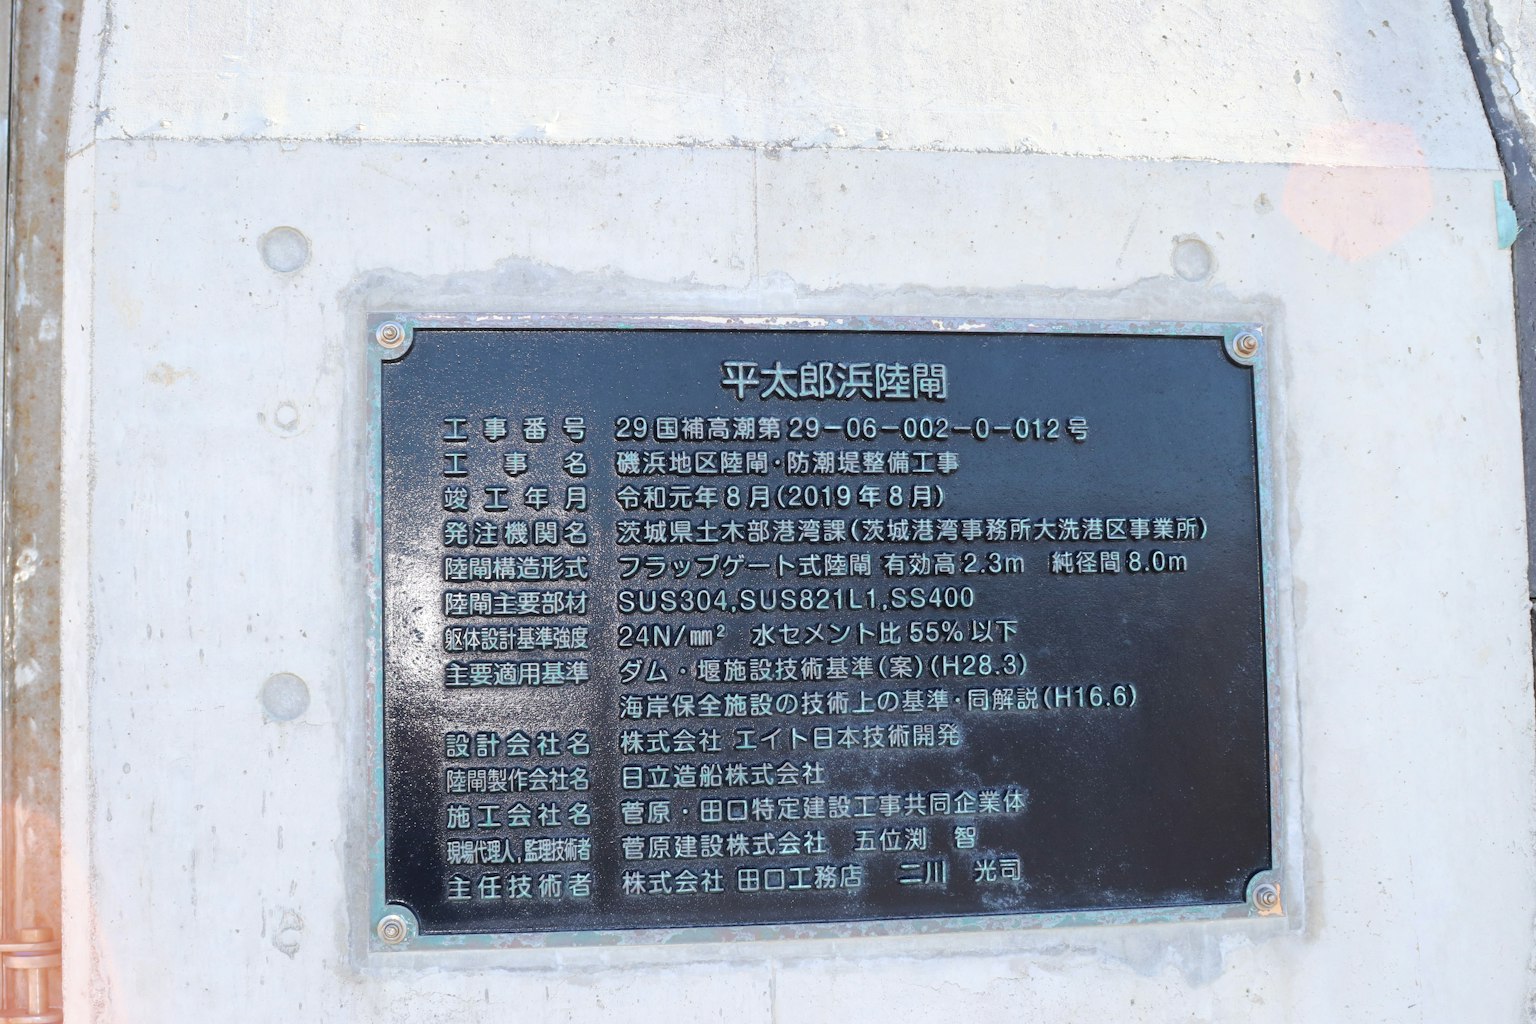 平太郎浜陸閘
工事番号 29国補高潮第29-06-002-0-012号
工事名 磯浜地区陸閘・防潮堤整備工事
竣工年月 令和元年8月(2019年8月)
発注機関名 茨城県土木部港湾課(茨城港湾事務所大洗港区事業所)
陸閘構造形式 フラップゲート式陸閘 有効高2.3m 純径間8.0m
陸閘主要部材 SUS304,SUS821L1,SS400
躯体設計基準強度 24N/㎜² 水セメント比55%以下
主要適用基準 ダム・堰施設技術基準(案)(H28.3)
海岸保全施設の技術上の基準・同解説(H16.6)
設計会社名 株式会社 エイト日本技術開発
陸閘製作会社名 日立造船株式会社
施工会社名 菅原・田口特定建設工事共同企業体
現場代理人,監理技術者 菅原建設株式会社 五位渕 智
主任技術者 株式会社 田口工務店 二川 光司